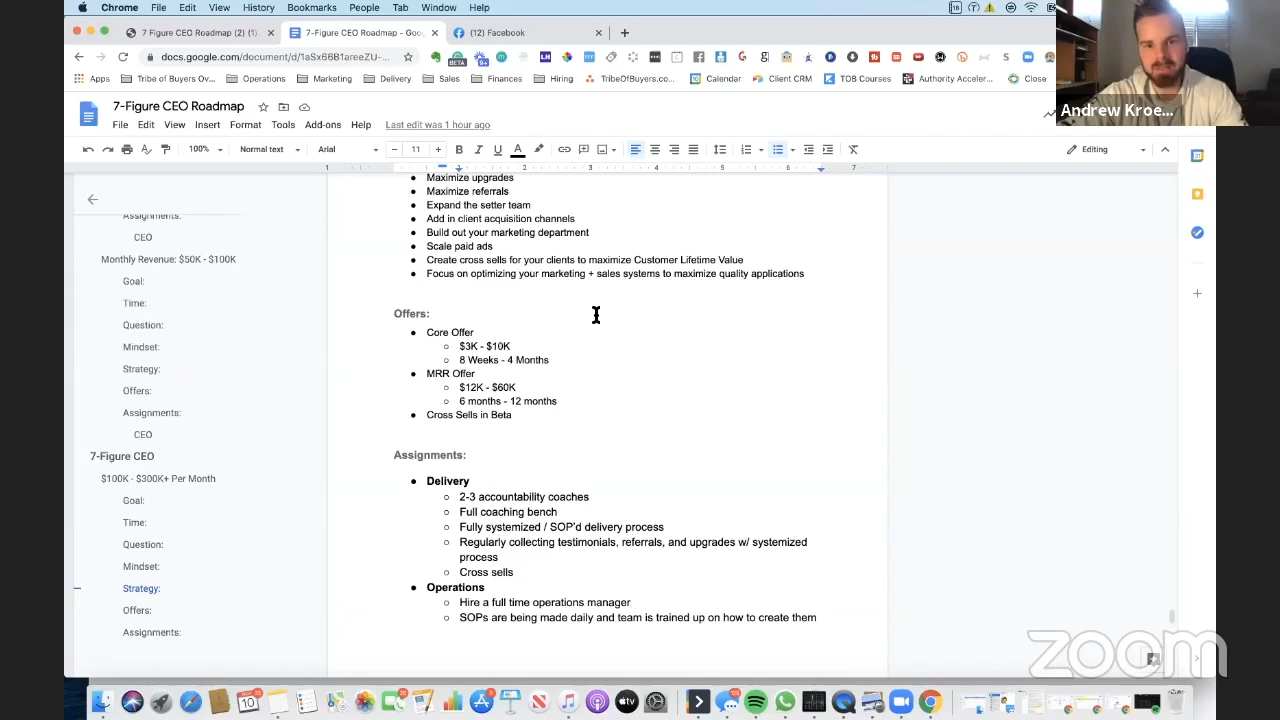 Chrome File Edit View History Bookmarks People Tab Window Help
7 Figure CEO Roadmap (2) (1) 7-Figure CEO Roadmap - Goo (12) Facebook
docs.google.com/document/d/1aSx66B1areeZU-...
BETA
Apps Tribe of Buyers Ov... Operations Marketing Delivery Sales Finances Hiring TribeOfBuyers.co... Calendar Client CRM TOB Courses Authority Acceler... Close
Andrew Kroe...
7-Figure CEO Roadmap
File Edit View Insert Format Tools Add-ons Help Last edit was 1 hour ago
100% Normal text Arial 11 Editing
1 2 3 4 5 6 7
Maximize upgrades
Maximize referrals
Expand the setter team
Add in client acquisition channels
Build out your marketing department
Scale paid ads
Create cross sells for your clients to maximize Customer Lifetime Value
Focus on optimizing your marketing + sales systems to maximize quality applications
Offers:
Core Offer
$3K - $10K
8 Weeks - 4 Months
MRR Offer
$12K - $60K
6 months - 12 months
Cross Sells in Beta
Assignments:
Delivery
2-3 accountability coaches
Full coaching bench
Fully systemized / SOP'd delivery process
Regularly collecting testimonials, referrals, and upgrades w/ systemized
process
Cross sells
Operations
Hire a full time operations manager
SOPs are being made daily and team is trained up on how to create them
Assignments:
CEO
Monthly Revenue: $50K - $100K
Goal:
Time:
Question:
Mindset:
Strategy:
Offers:
Assignments:
CEO
7-Figure CEO
$100K - $300K+ Per Month
Goal:
Time:
Question:
Mindset:
Strategy:
Offers:
Assignments:
zoom